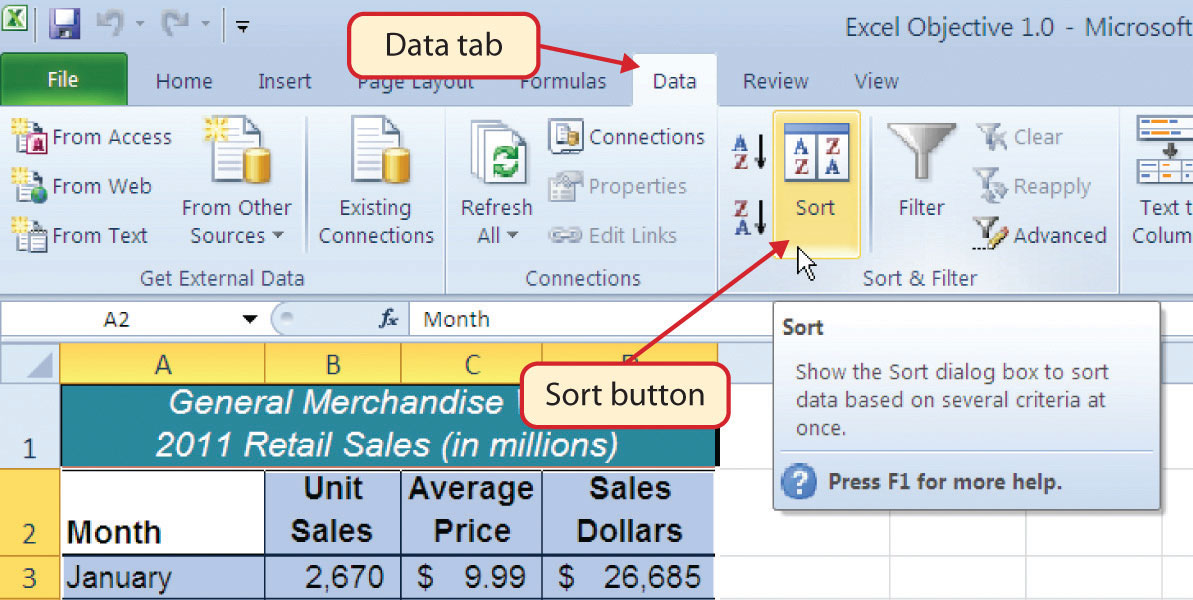 Excel Objective 1.0 - Microsoft
Data tab
File Home Insert Page Layout Formulas Data Review View
From Access
From Web
From Text
From Other
Sources
Existing
Connections
Get External Data
Refresh
All
Connections
Properties
Edit Links
Connections
A
Z
Z
A
A Z
Z A
Sort
Filter
Clear
Reapply
Advanced
Sort & Filter
Text
Sort button
A2 fx Month
A B C
1 General Merchandise
2011 Retail Sales (in millions)
Unit Average Sales
2 Month Sales Price Dollars
3 January 2,670 $ 9.99 $ 26,685
Sort
Show the Sort dialog box to sort
data based on several criteria at
once.
? Press F1 for more help.